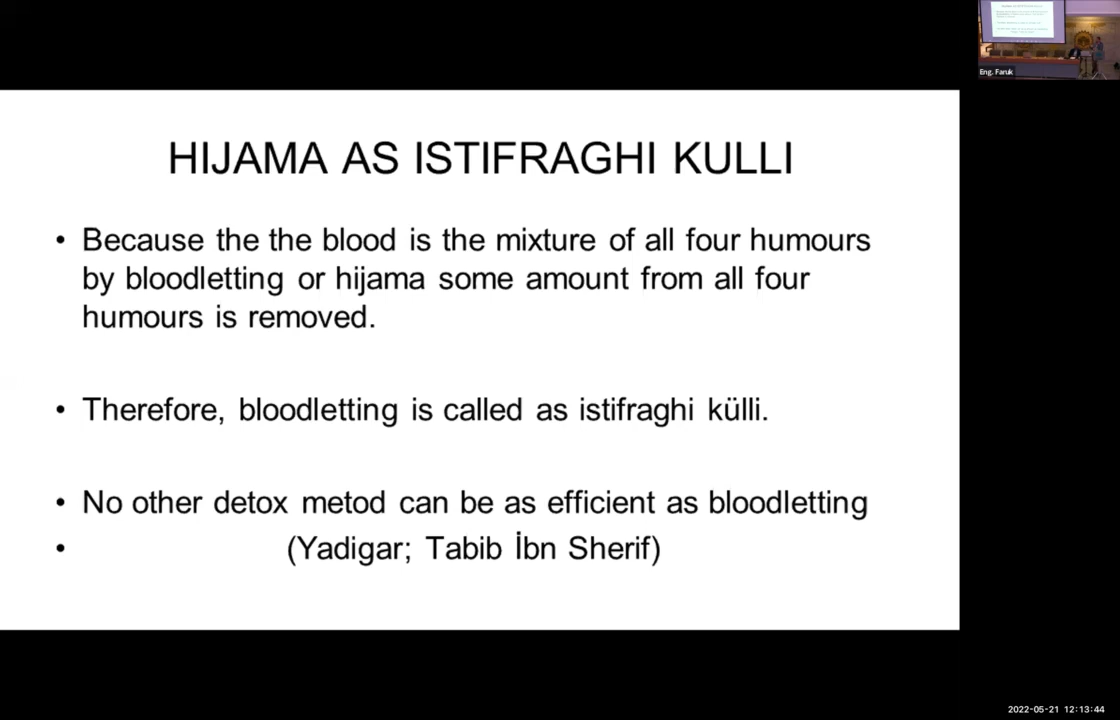 Eng. Faruk
HIJAMA AS ISTIFRAGHI KULLI
• Because the the blood is the mixture of all four humours
by bloodletting or hijama some amount from all four
humours is removed.
• Therefore, bloodletting is called as istifraghi külli.
• No other detox metod can be as efficient as bloodletting
• (Yadigar; Tabib İbn Sherif)
2022-05-21 12:13:44